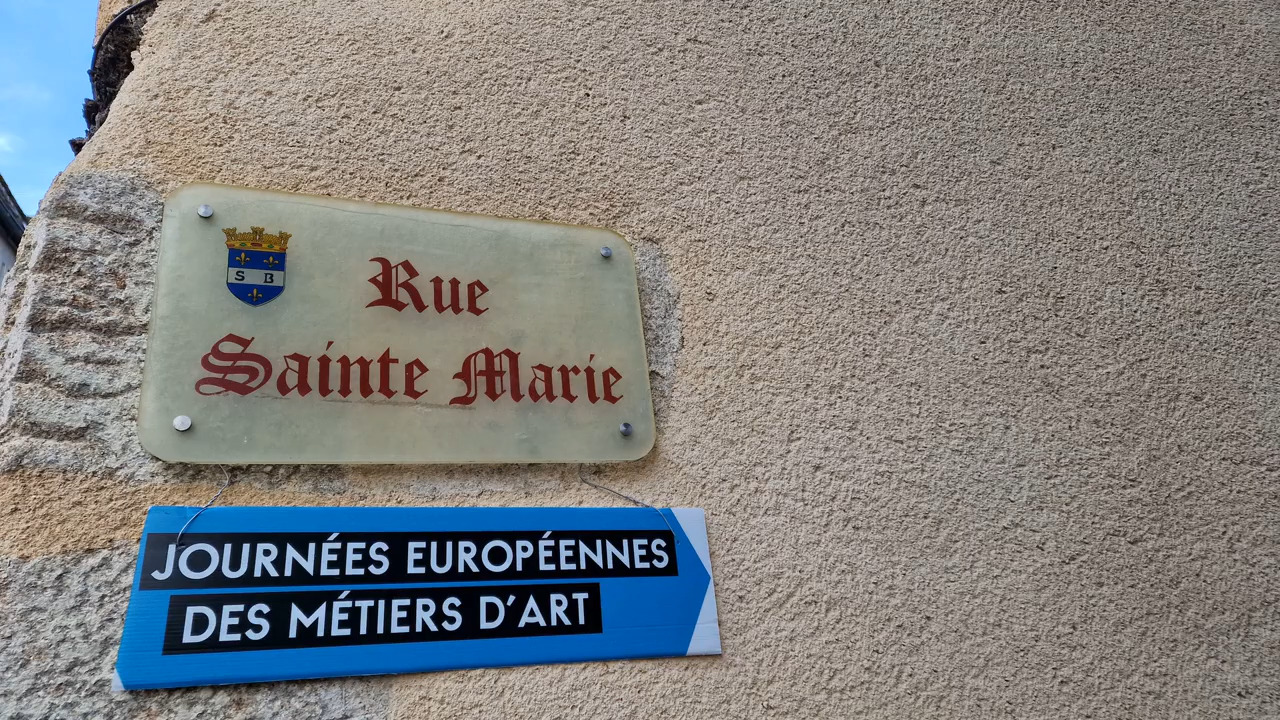 S B
Rue
Sainte Marie
JOURNÉES EUROPÉENNES
DES MÉTIERS D'ART